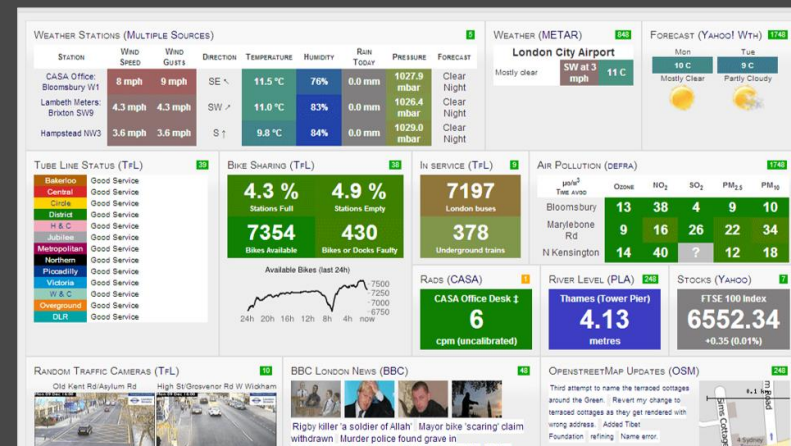 WEATHER STATIONS (MULTIPLE SOURCES) 5
STATION WIND SPEED WIND GUSTS DIRECTION TEMPERATURE HUMIDITY RAIN TODAY PRESSURE FORECAST
CASA Office: Bloomsbury W1 8 mph 9 mph SE ↖ 11.5 °C 76% 0.0 mm 1027.9 mbar Clear Night
Lambeth Meters: Brixton SW9 4.3 mph 4.3 mph SW ↗ 11.0 °C 83% 0.0 mm 1026.4 mbar Clear Night
Hampstead NW3 3.6 mph 3.6 mph S ↑ 9.8 °C 84% 0.0 mm 1029.0 mbar Clear Night
WEATHER (METAR) 848
London City Airport
Mostly clear SW at 3 mph 11 C
FORECAST (YAHOO! WTH) 1748
Mon Tue
10 C 9 C
Mostly Clear Partly Cloudy
TUBE LINE STATUS (TFL) 39
Bakerloo Good Service
Central Good Service
Circle Good Service
District Good Service
H & C Good Service
Jubilee Good Service
Metropolitan Good Service
Northern Good Service
Piccadilly Good Service
Victoria Good Service
W & C Good Service
Overground Good Service
DLR Good Service
BIKE SHARING (TFL) 38
4.3 % 4.9 %
Stations Full Stations Empty
7354 430
Bikes Available Bikes or Docks Faulty
Available Bikes (last 24h)
7500
7250
7000
6750
24h 20h 16h 12h 8h 4h now
IN SERVICE (TFL) 9
7197
London buses
378
Underground trains
AIR POLLUTION (DEFRA) 1748
µg/m³ OZONE NO2 SO2 PM2.5 PM10
Bloomsbury 13 38 4 9 10
Marylebone Rd 9 16 26 22 34
N Kensington 14 40 ? 12 18
RADS (CASA) 1
CASA Office Desk ‡
6
cpm (uncalibrated)
RIVER LEVEL (PLA) 248
Thames (Tower Pier)
4.13
metres
STOCKS (YAHOO) 7
FTSE 100 Index
6552.34
+0.35 (0.01%)
RANDOM TRAFFIC CAMERAS (TFL) 10
Old Kent Rd/Asylum Rd High St/Grosvenor Rd W Wickham
BBC LONDON NEWS (BBC) 48
Rigby killer 'a soldier of Allah' Mayor bike 'scaring' claim
withdrawn Murder police found grave in
OPENSTREETMAP UPDATES (OSM) 248
Third attempt to name the terraced cottages
around the Green. Revert my change to
terraced cottages as they get rendered with
wrong address. Added Tibet
Foundation refining Name error.
Sims Cottages
Sydney